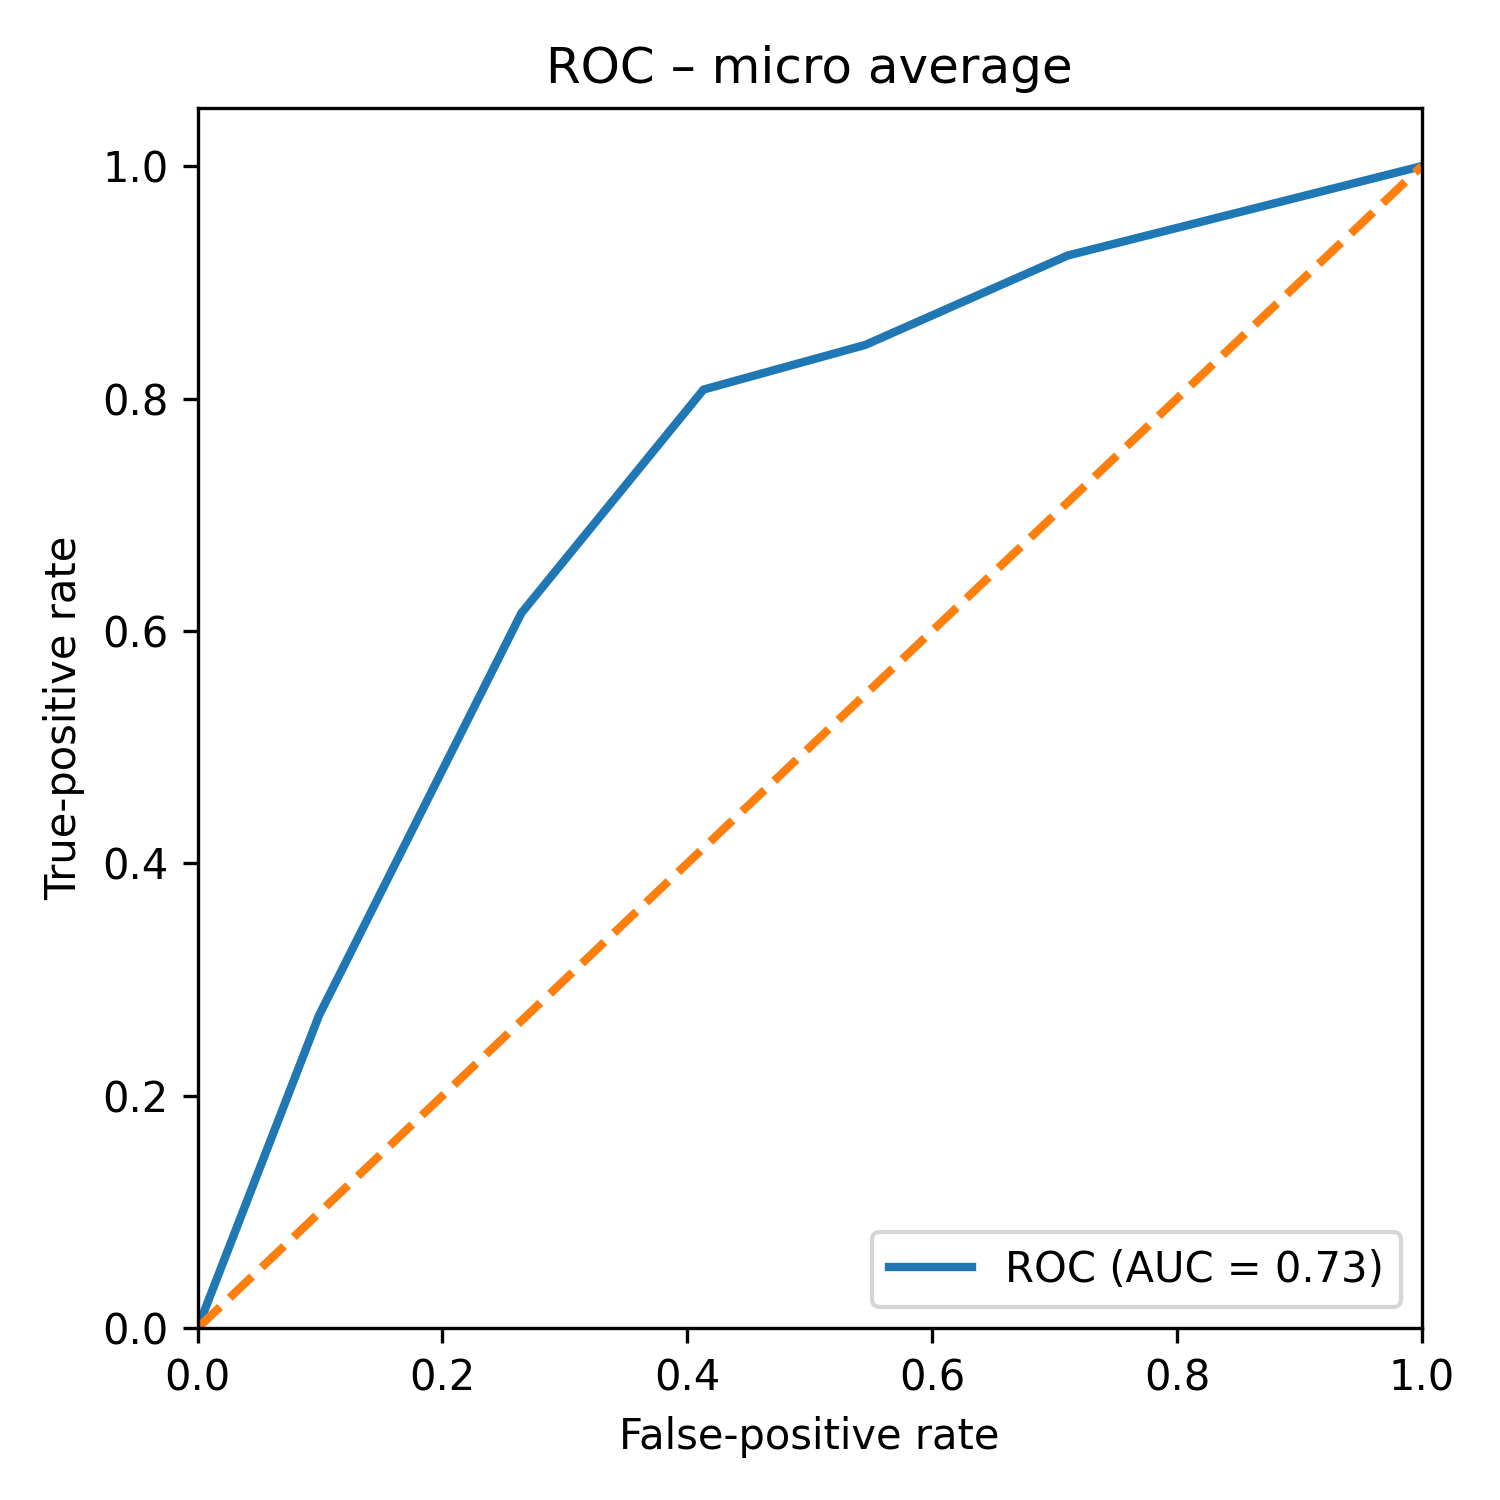 ROC – micro average
1.0
0.8
0.6
0.4
0.2
0.0
True-positive rate
ROC (AUC = 0.73)
0.0 0.2 0.4 0.6 0.8 1.0
False-positive rate